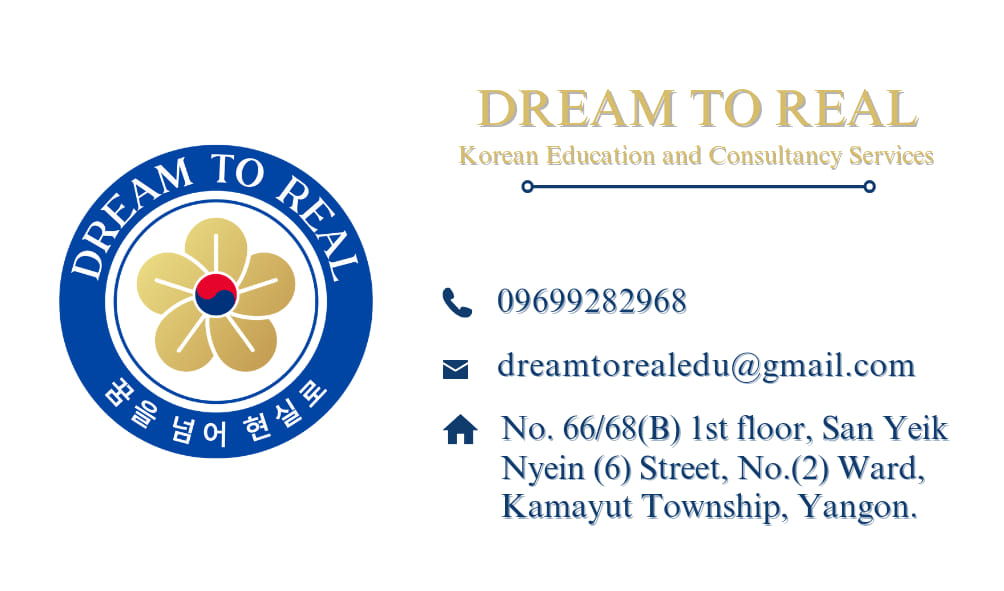 DREAM TO REAL
꿈을 넘어 현실로
DREAM TO REAL
Korean Education and Consultancy Services
09699282968
dreamtorealedu@gmail.com
No. 66/68(B) 1st floor, San Yeik
Nyein (6) Street, No.(2) Ward,
Kamayut Township, Yangon.